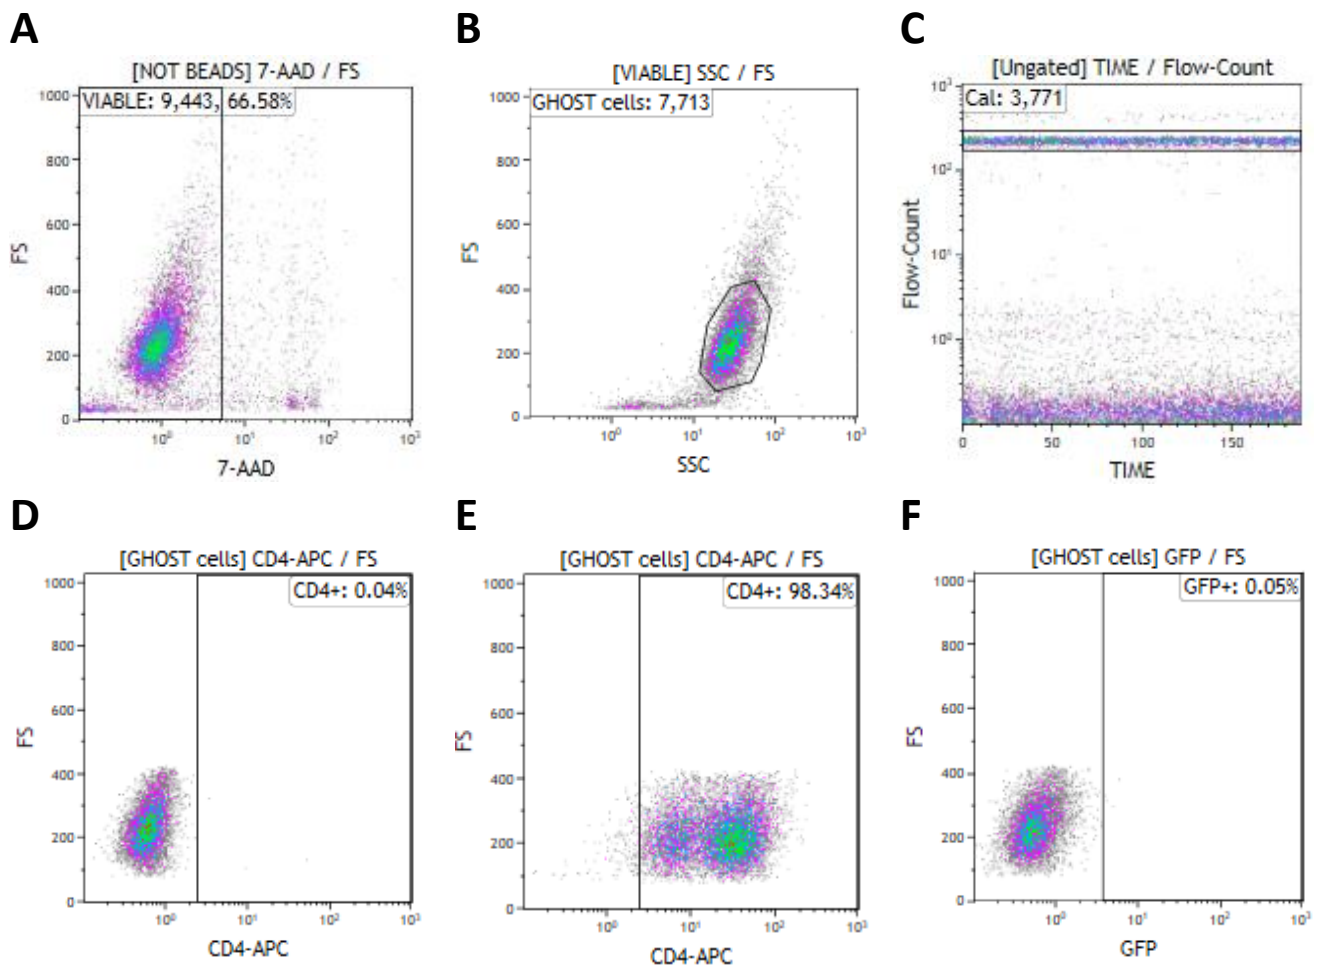 A
B
C
[NOT BEADS] 7-AAD / FS
VIABLE: 9,443, 66.58%
1000
800
600
400
200
0
FS
10⁰
10¹
10²
10³
7-AAD
[VIABLE] SSC / FS
GHOST cells: 7,713
1000
800
600
400
200
0
FS
10⁰
10¹
10²
10³
SSC
[Ungated] TIME / Flow-Count
Cal: 3,771
10³
10²
10¹
10⁰
Flow-Count
0
50
100
150
TIME
D
E
F
[GHOST cells] CD4-APC / FS
CD4+: 0.04%
1000
800
600
400
200
0
FS
10⁰
10¹
10²
10³
CD4-APC
[GHOST cells] CD4-APC / FS
CD4+: 98.34%
1000
800
600
400
200
0
FS
10⁰
10¹
10²
10³
CD4-APC
[GHOST cells] GFP / FS
GFP+: 0.05%
1000
800
600
400
200
0
FS
10⁰
10¹
10²
10³
GFP